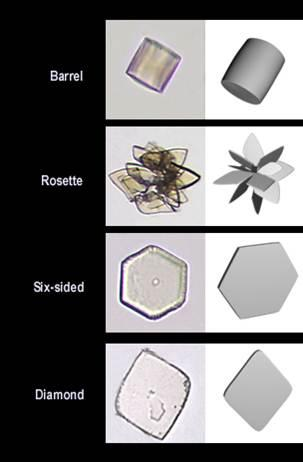 Barrel
Rosette
Six-sided
Diamond